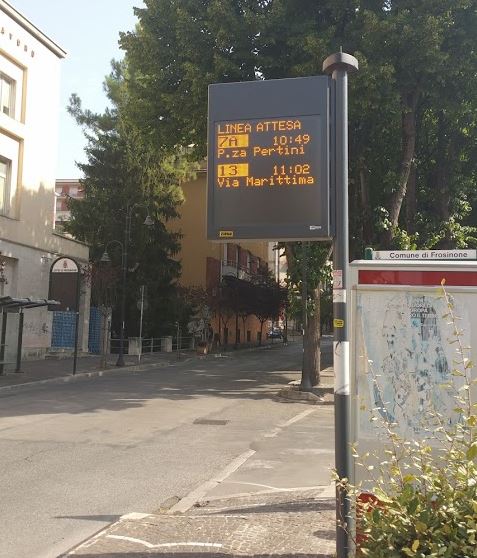 LINEA ATTESA
7A 10:49
P.za Pertini
13 11:02
Via Marittima
Comune di Frosinone